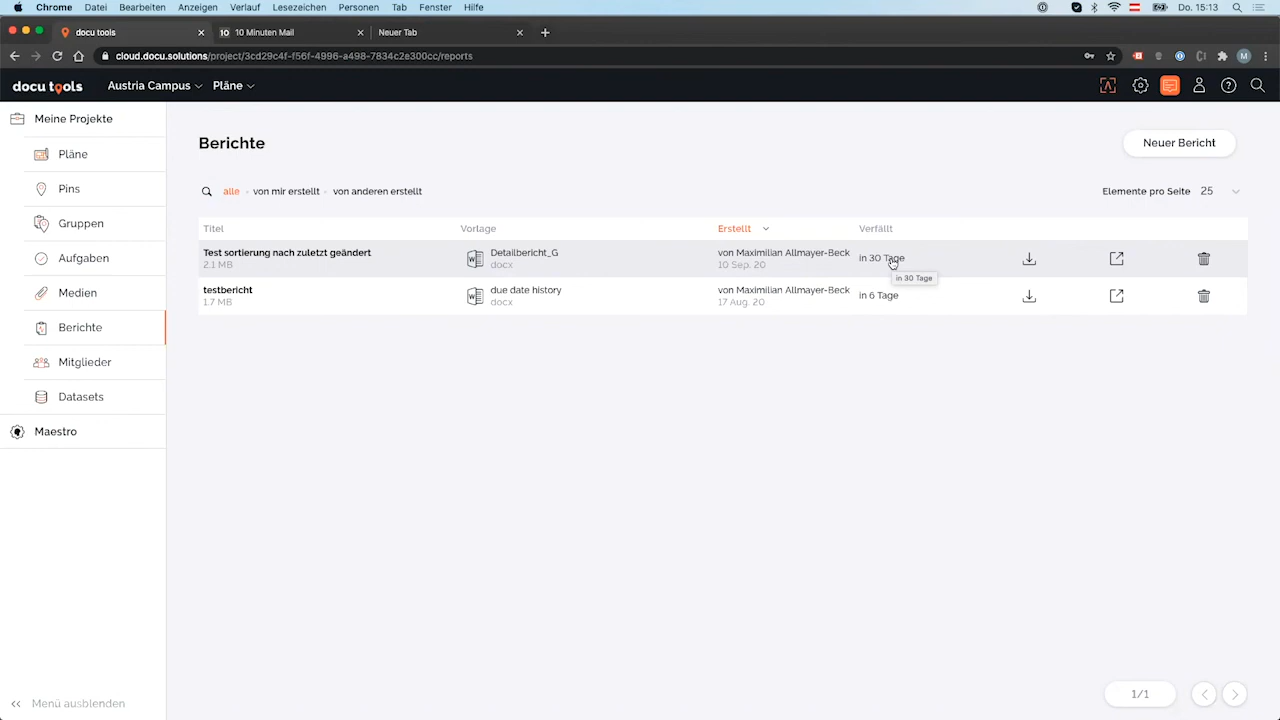 Chrome Datei Bearbeiten Anzeigen Verlauf Lesezeichen Personen Tab Fenster Hilfe Do. 15:13
docu tools 10 Minuten Mail Neuer Tab
cloud.docu.solutions/project/3cd29c4f-f56f-4996-a498-7834c2e300cc/reports M
docu tools Austria Campus Pläne
Meine Projekte
Pläne
Pins
Gruppen
Aufgaben
Medien
Berichte
Mitglieder
Datasets
Maestro
Menü ausblenden
Berichte
Neuer Bericht
alle von mir erstellt von anderen erstellt
Elemente pro Seite 25
Titel Vorlage Erstellt Verfällt
Test sortierung nach zuletzt geändert Detailbericht_G von Maximilian Allmayer-Beck in 30 Tage
2.1 MB docx 10 Sep. 20
in 30 Tage
testbericht due date history von Maximilian Allmayer-Beck in 6 Tage
1.7 MB docx 17 Aug. 20
1/1